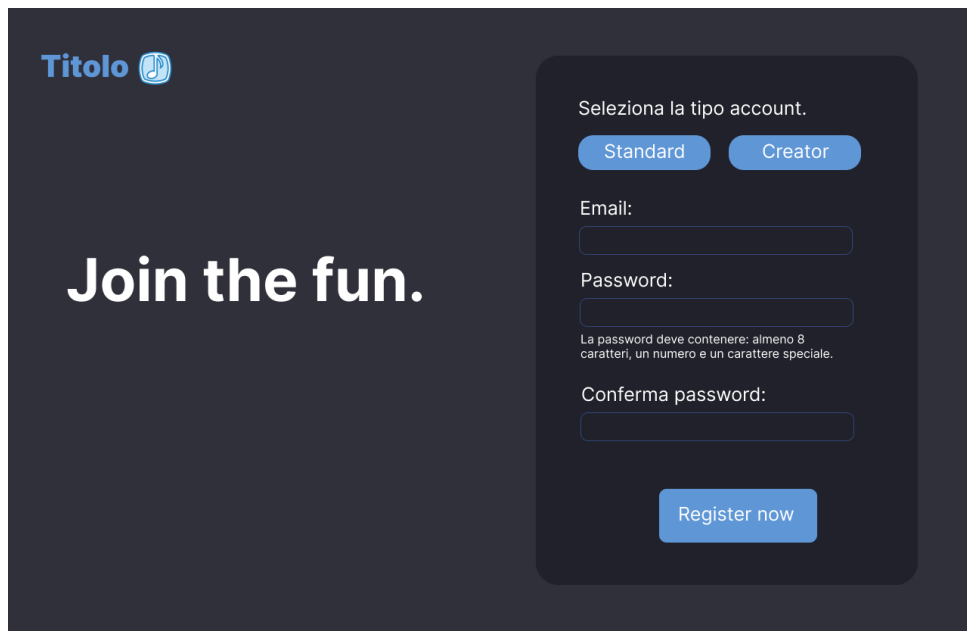 Titolo
Join the fun.
Seleziona la tipo account.
Standard
Creator
Email:
Password:
La password deve contenere: almeno 8
caratteri, un numero e un carattere speciale.
Conferma password:
Register now